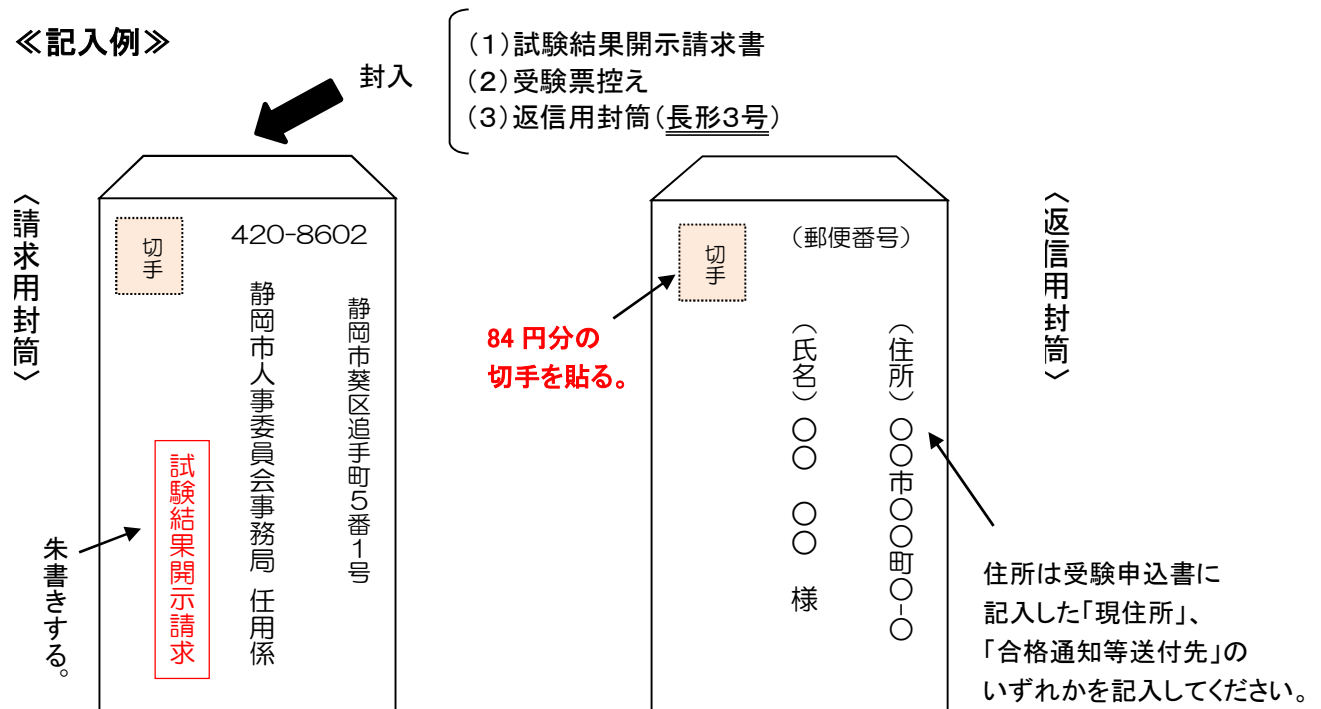 ≪記入例≫
封入
(1)試験結果開示請求書
(2)受験票控え
(3)返信用封筒(長形3号)
〈請求用封筒〉
切手
420-8602
静岡市葵区追手町5番1号
静岡市人事委員会事務局 任用係
試験結果開示請求
朱書きする。
〈返信用封筒〉
切手
(郵便番号)
(住所)〇〇市〇〇町〇-〇
(氏名)〇〇 〇〇 様
84円分の
切手を貼る。
住所は受験申込書に
記入した「現住所」、
「合格通知等送付先」の
いずれかを記入してください。